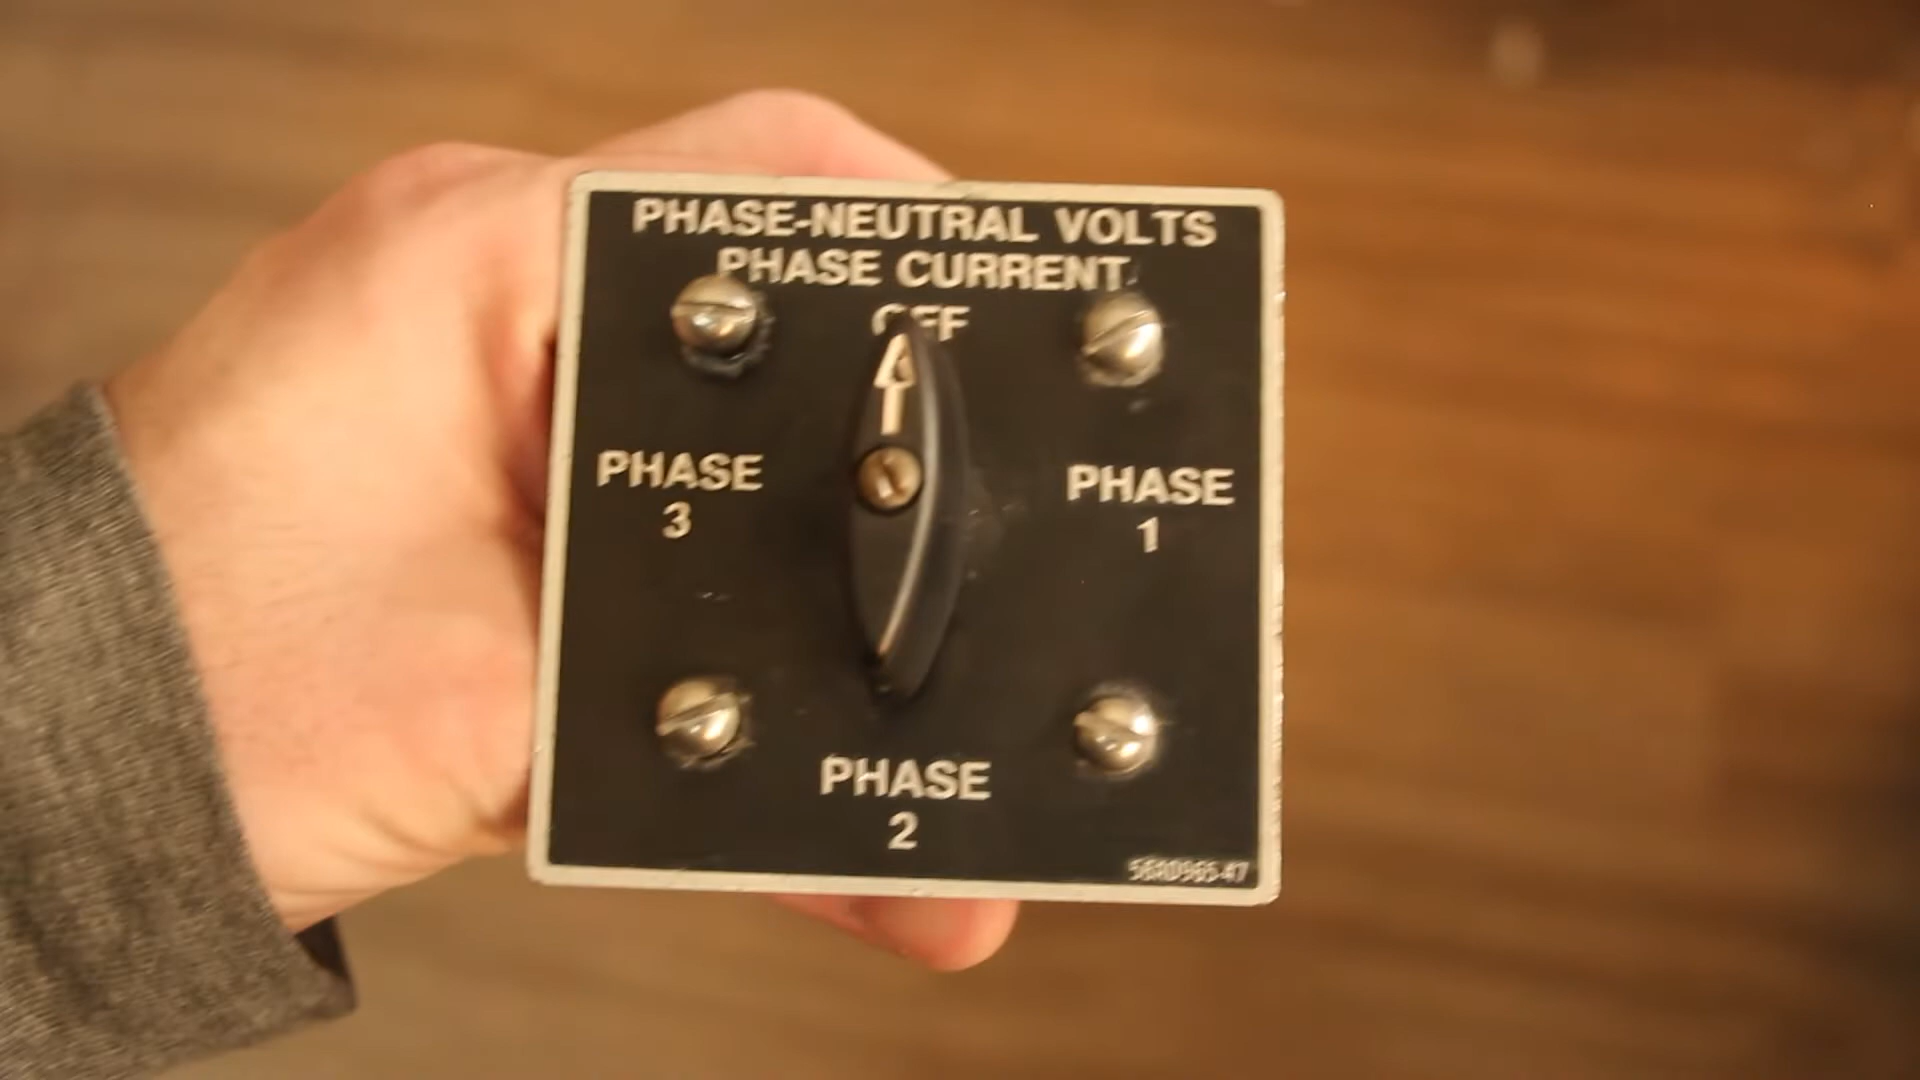 PHASE-NEUTRAL VOLTS
PHASE CURRENT
OFF
PHASE
3
PHASE
1
PHASE
2